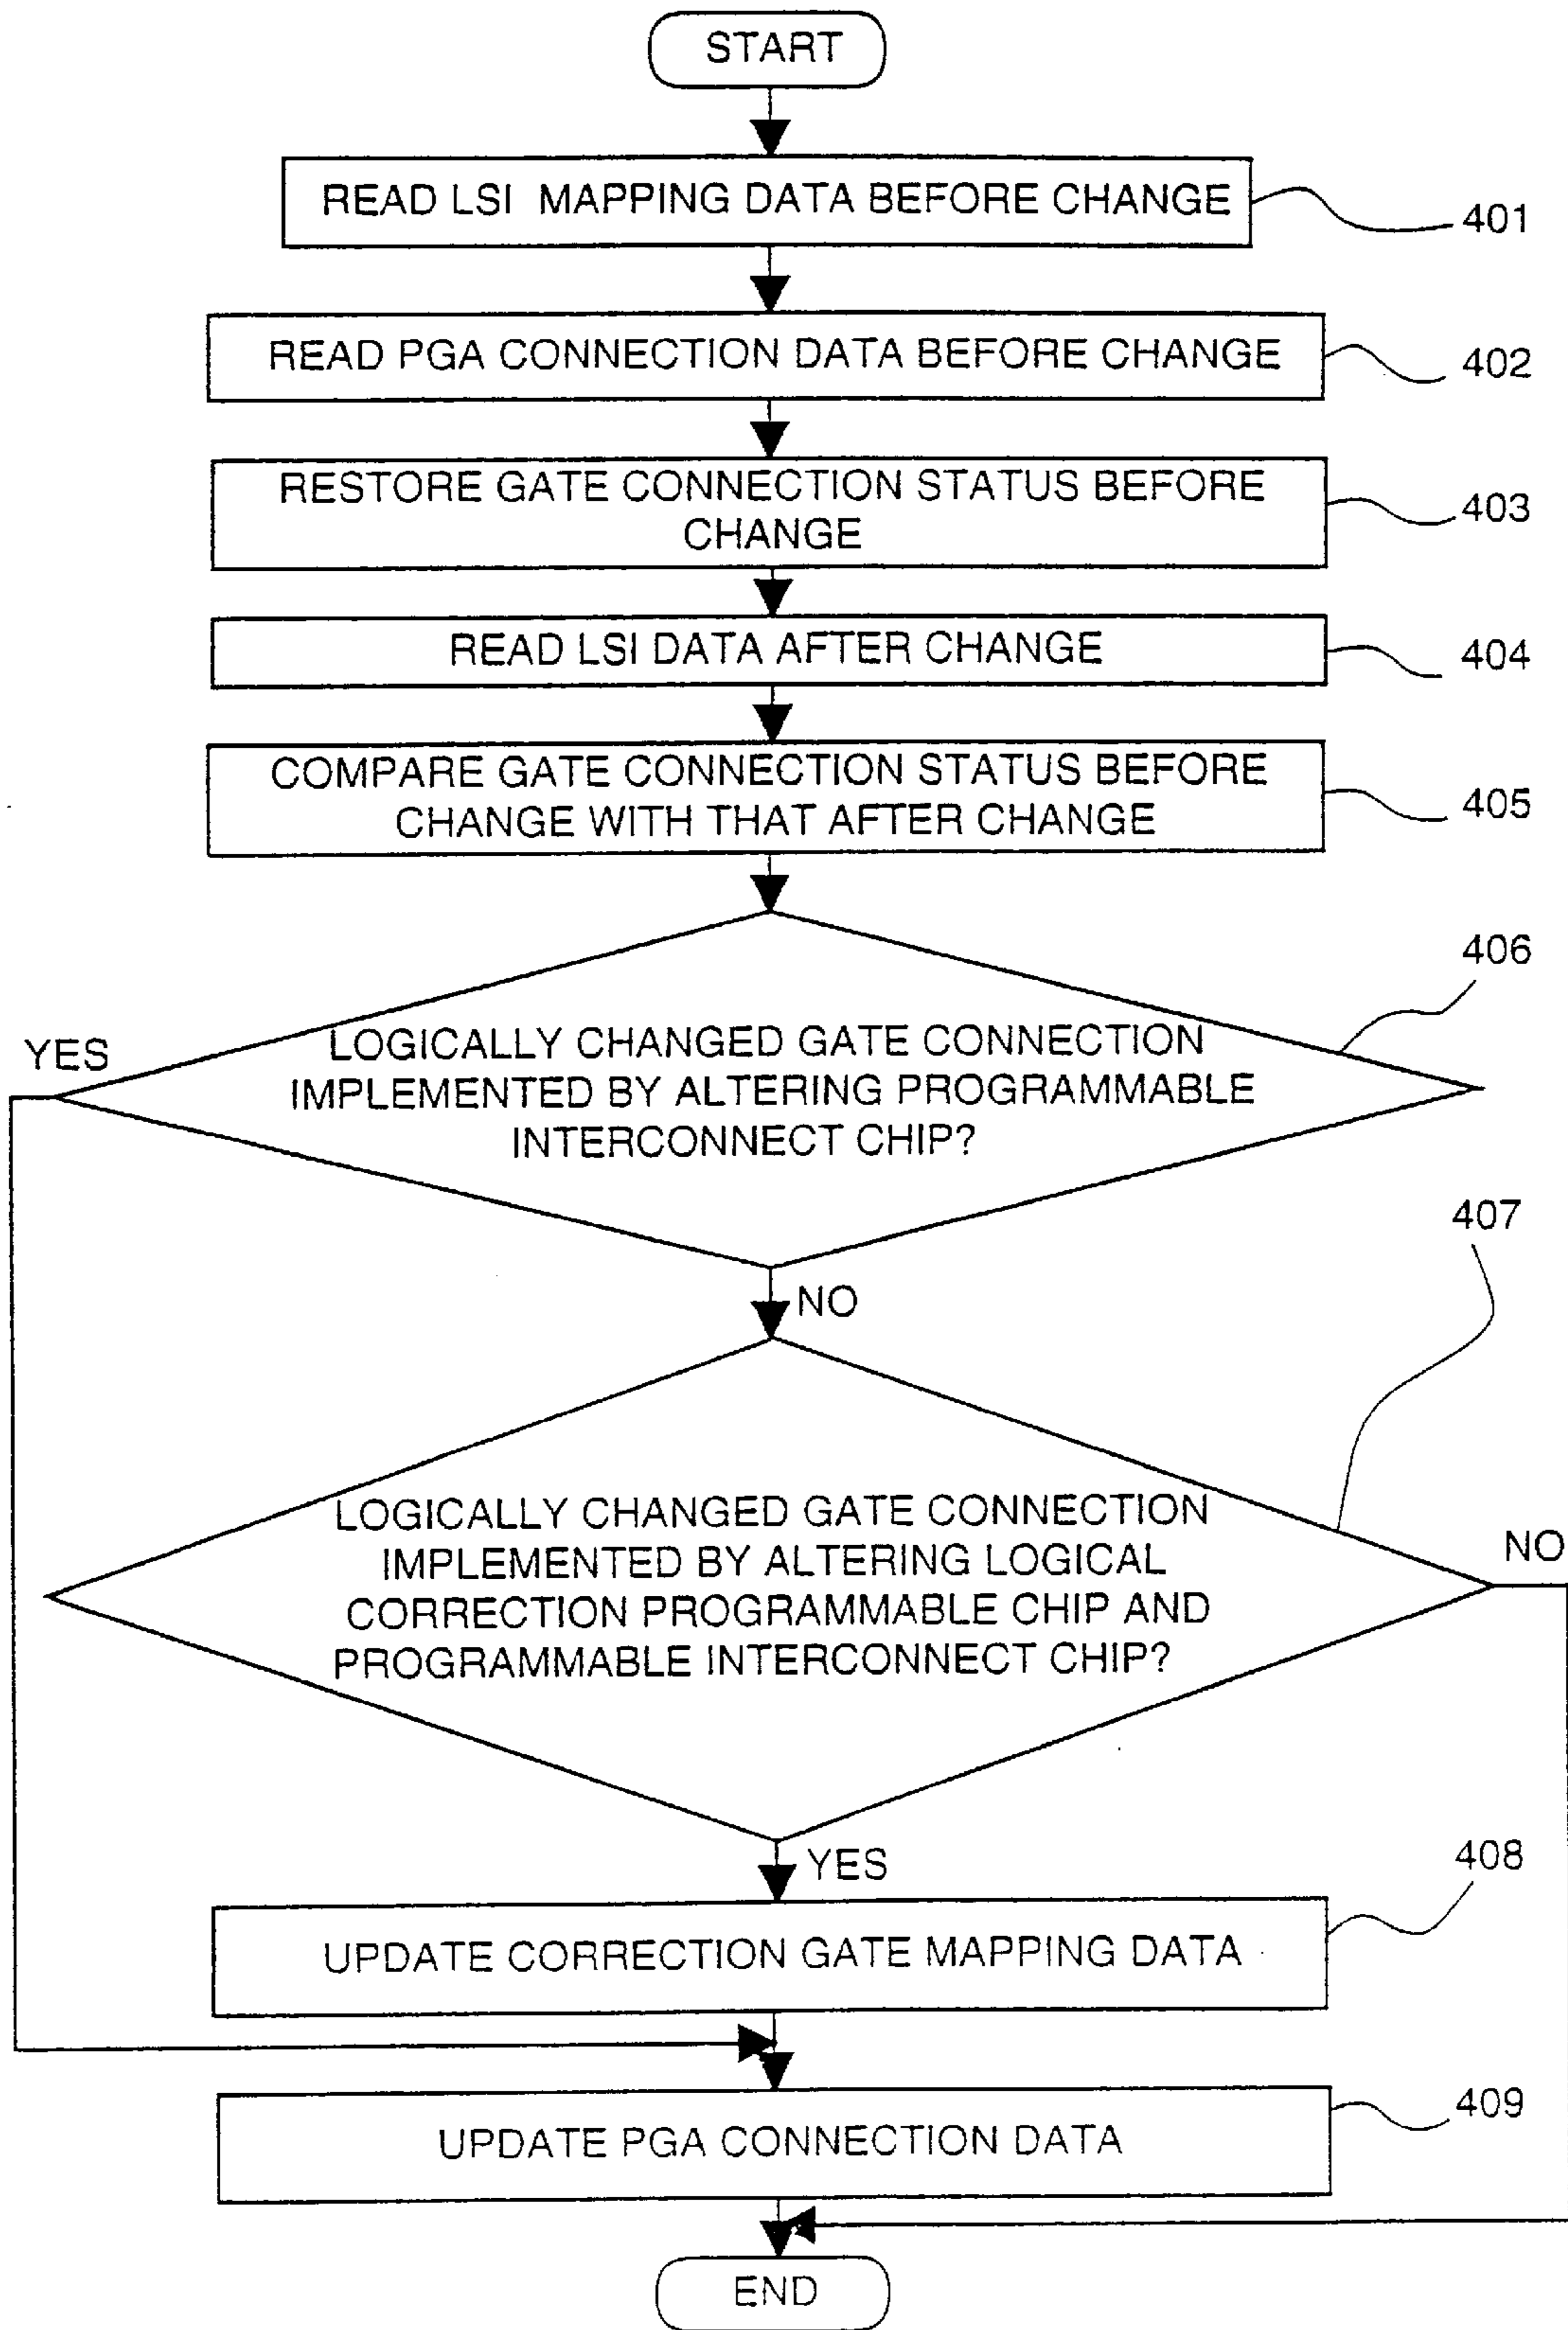 START
READ LSI MAPPING DATA BEFORE CHANGE
401
READ PGA CONNECTION DATA BEFORE CHANGE
402
RESTORE GATE CONNECTION STATUS BEFORE
CHANGE
403
READ LSI DATA AFTER CHANGE
404
COMPARE GATE CONNECTION STATUS BEFORE
CHANGE WITH THAT AFTER CHANGE
405
406
YES
LOGICALLY CHANGED GATE CONNECTION
IMPLEMENTED BY ALTERING PROGRAMMABLE
INTERCONNECT CHIP?
407
NO
LOGICALLY CHANGED GATE CONNECTION
IMPLEMENTED BY ALTERING LOGICAL
CORRECTION PROGRAMMABLE CHIP AND
PROGRAMMABLE INTERCONNECT CHIP?
NO
YES
408
UPDATE CORRECTION GATE MAPPING DATA
409
UPDATE PGA CONNECTION DATA
END